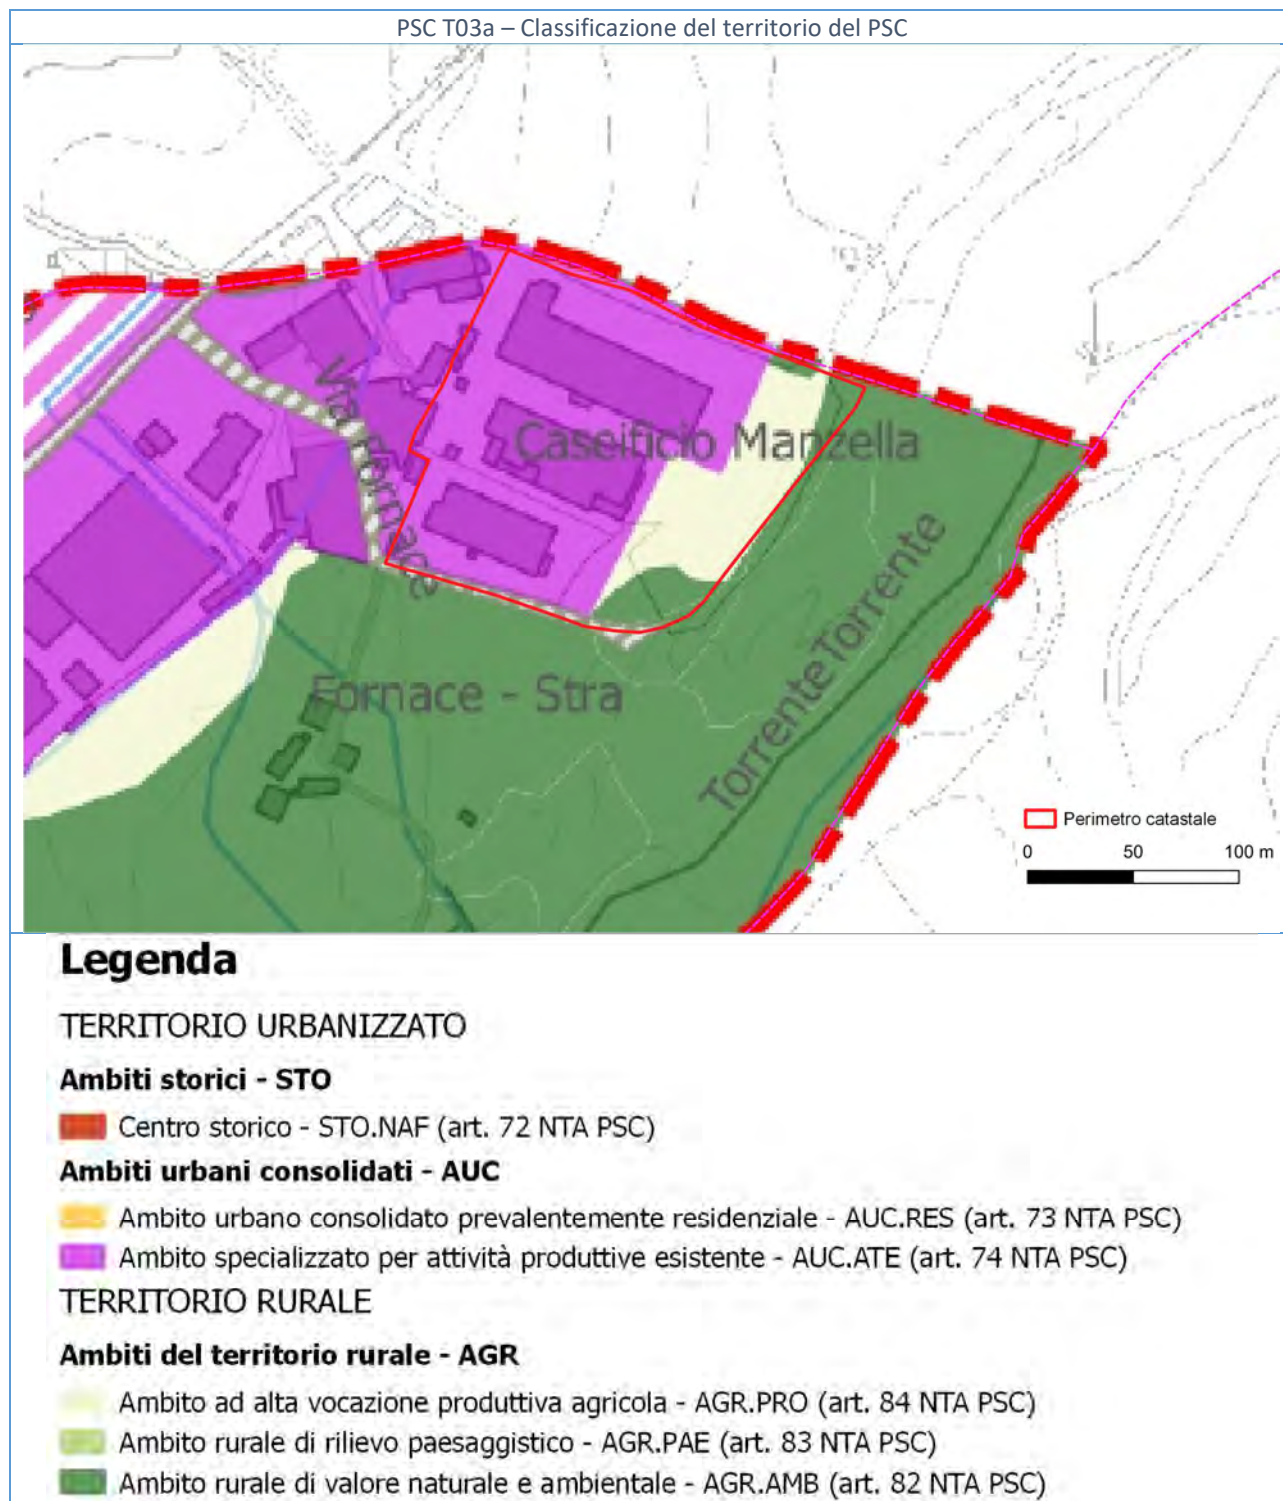 PSC T03a – Classificazione del territorio del PSC
Via Fornace
Caseificio Manzella
Fornace - Stra
TorrenteTorrente
Perimetro catastale
0 50 100 m
Legenda
TERRITORIO URBANIZZATO
Ambiti storici - STO
Centro storico - STO.NAF (art. 72 NTA PSC)
Ambiti urbani consolidati - AUC
Ambito urbano consolidato prevalentemente residenziale - AUC.RES (art. 73 NTA PSC)
Ambito specializzato per attività produttive esistente - AUC.ATE (art. 74 NTA PSC)
TERRITORIO RURALE
Ambiti del territorio rurale - AGR
Ambito ad alta vocazione produttiva agricola - AGR.PRO (art. 84 NTA PSC)
Ambito rurale di rilievo paesaggistico - AGR.PAE (art. 83 NTA PSC)
Ambito rurale di valore naturale e ambientale - AGR.AMB (art. 82 NTA PSC)